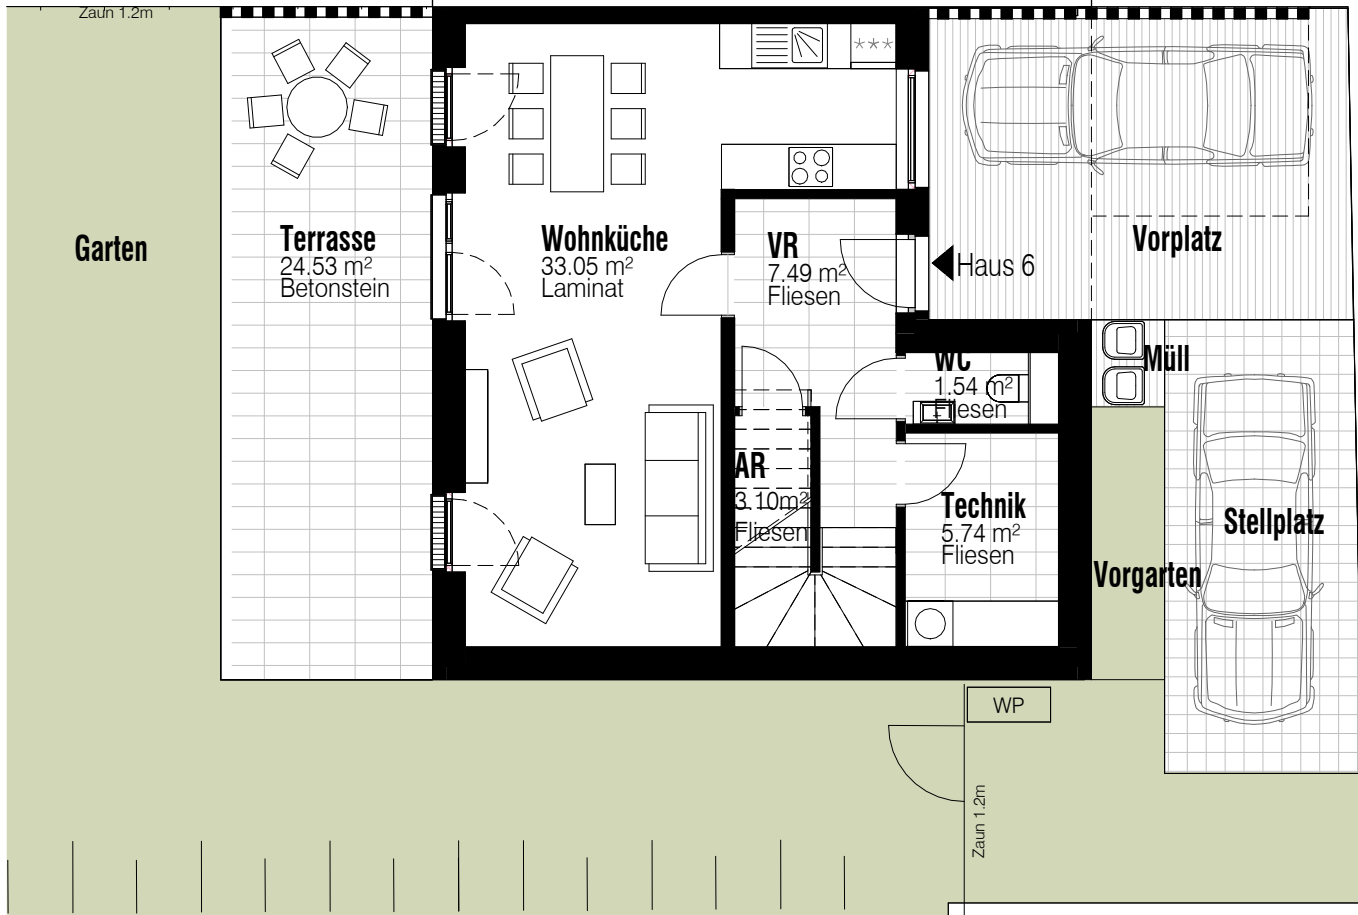 Zaun 1.2m
***
Garten
Terrasse
24.53 m²
Betonstein
Wohnküche
33.05 m²
Laminat
VR
7.49 m²
Fliesen
Haus 6
Vorplatz
WC
1.54 m²
Fliesen
Müll
AR
3.10m²
Fliesen
Technik
5.74 m²
Fliesen
Stellplatz
Vorgarten
WP
Zaun 1.2m